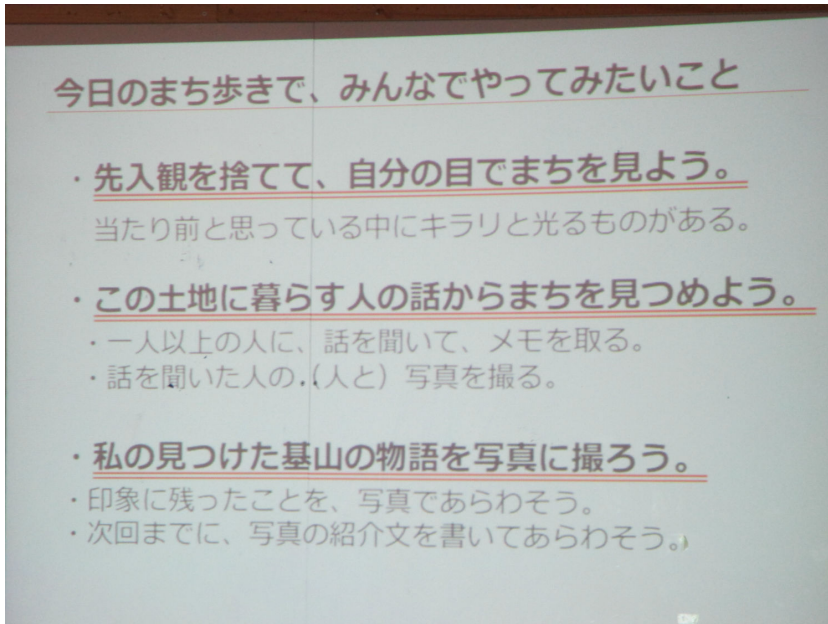 今日のまち歩きで、みんなでやってみたいこと
・先入観を捨てて、自分の目でまちを見よう。
当たり前と思っている中にキラリと光るものがある。
・この土地に暮らす人の話からまちを見つめよう。
・一人以上の人に、話を聞いて、メモを取る。
・話を聞いた人の（人と）写真を撮る。
・私の見つけた基山の物語を写真に撮ろう。
・印象に残ったことを、写真であらわそう。
・次回までに、写真の紹介文を書いてあらわそう。